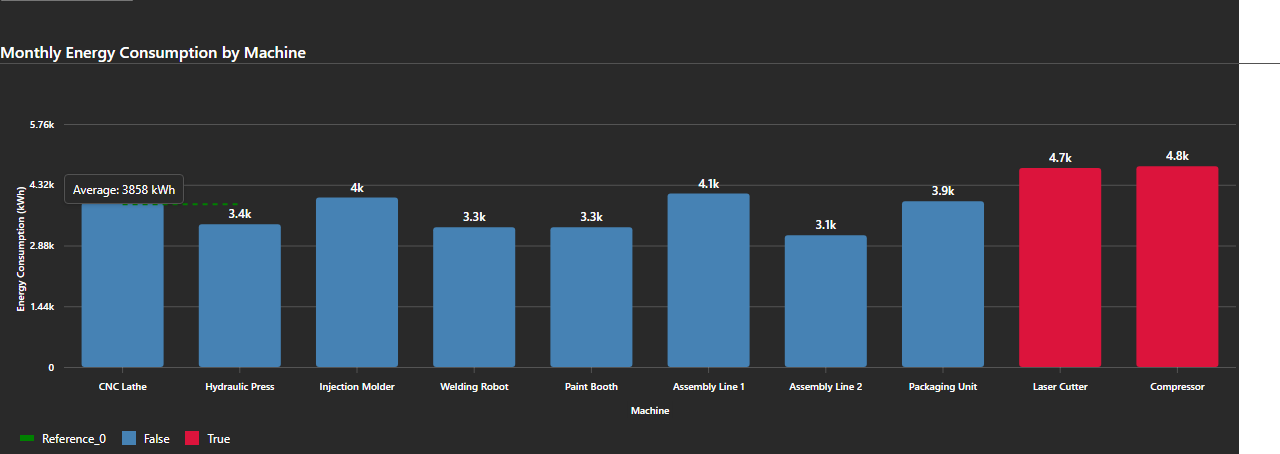 Monthly Energy Consumption by Machine
5.76k
4.32k
2.88k
1.44k
0
Energy Consumption (kWh)
Average: 3858 kWh
3.4k
4k
3.3k
3.3k
4.1k
3.1k
3.9k
4.7k
4.8k
CNC Lathe Hydraulic Press Injection Molder Welding Robot Paint Booth Assembly Line 1 Assembly Line 2 Packaging Unit Laser Cutter Compressor
Machine
Reference_0 False True